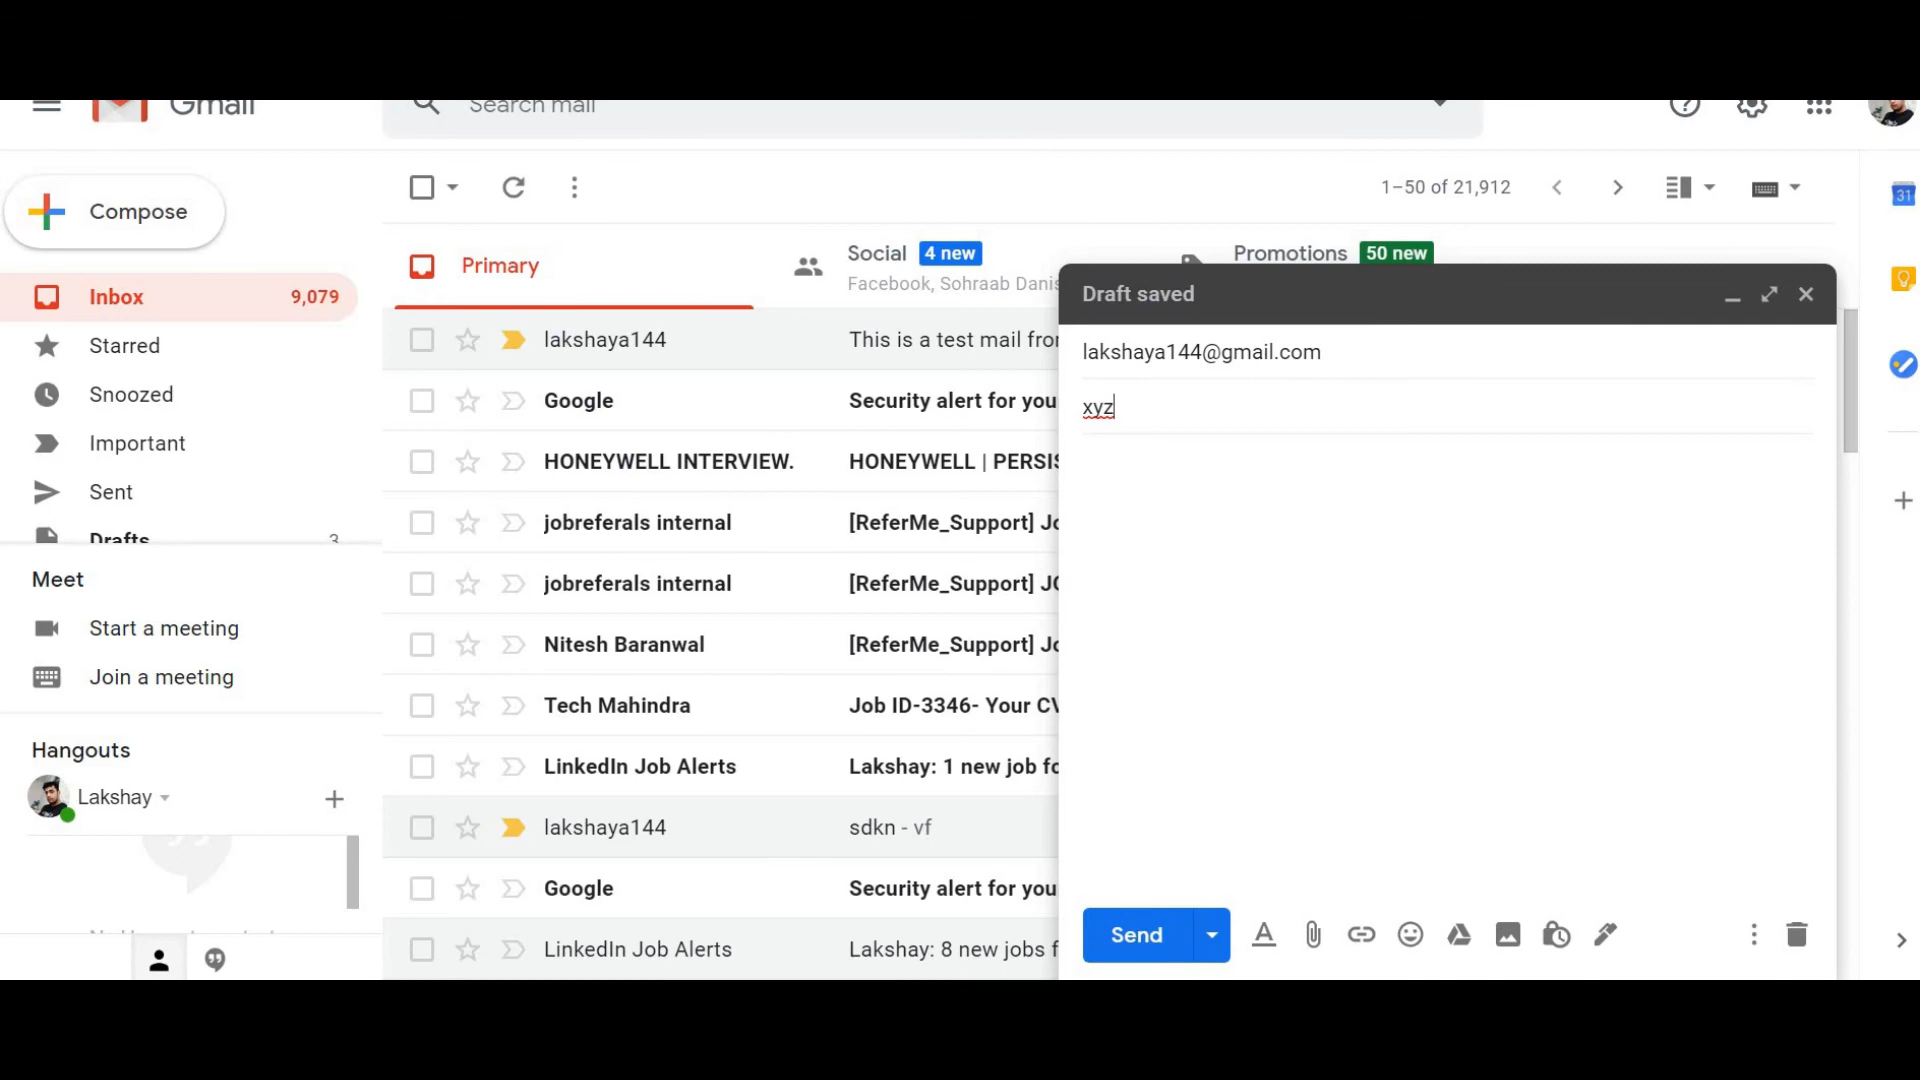 Gmail
Search mail
Compose
1–50 of 21,912
Inbox 9,079
Starred
Snoozed
Important
Sent
Drafts 3
Meet
Start a meeting
Join a meeting
Hangouts
Lakshay
Primary
Social 4 new
Facebook, Sohraab Danis
Promotions 50 new
lakshaya144 This is a test mail fro
Google Security alert for you
HONEYWELL INTERVIEW. HONEYWELL | PERSIS
jobreferals internal [ReferMe_Support] Jo
jobreferals internal [ReferMe_Support] JO
Nitesh Baranwal [ReferMe_Support] Jo
Tech Mahindra Job ID-3346- Your CV
LinkedIn Job Alerts Lakshay: 1 new job fo
lakshaya144 sdkn - vf
Google Security alert for you
LinkedIn Job Alerts Lakshay: 8 new jobs f
Draft saved
lakshaya144@gmail.com
xyz
Send
31